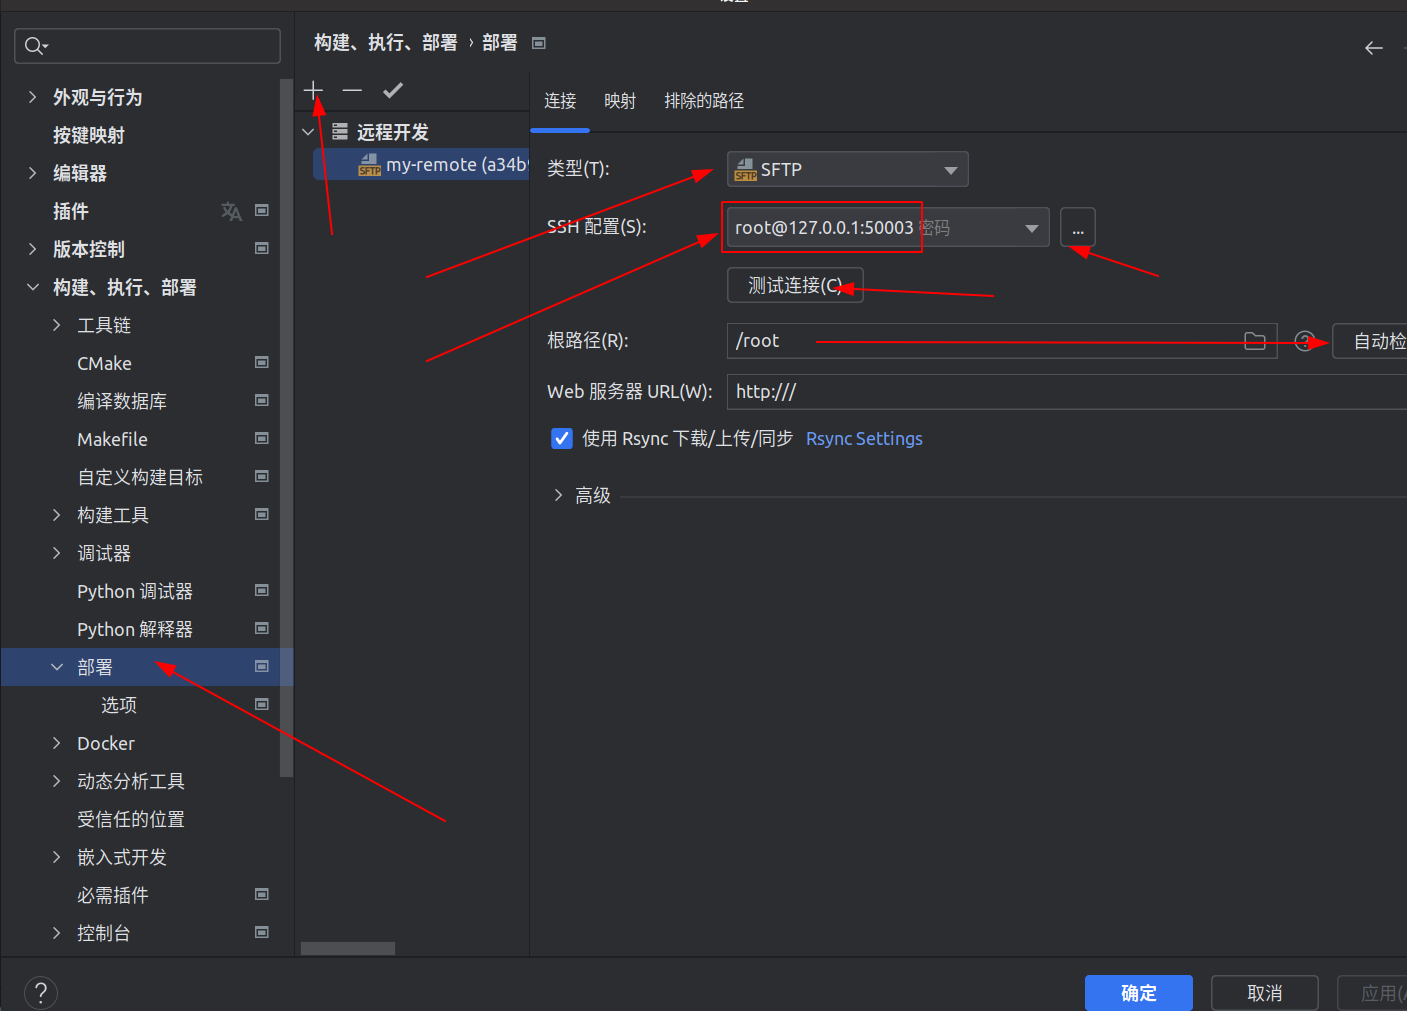 构建、执行、部署 › 部署
外观与行为
按键映射
编辑器
插件
版本控制
构建、执行、部署
工具链
CMake
编译数据库
Makefile
自定义构建目标
构建工具
调试器
Python 调试器
Python 解释器
部署
选项
Docker
动态分析工具
受信任的位置
嵌入式开发
必需插件
控制台
远程开发
SFTP my-remote (a34b9
连接 映射 排除的路径
类型(T): SFTP SFTP
SSH 配置(S): root@127.0.0.1:50003 密码 ...
测试连接(C)
根路径(R): /root ? 自动检
Web 服务器 URL(W): http:///
使用 Rsync 下载/上传/同步 Rsync Settings
高级
? 确定 取消 应用(A